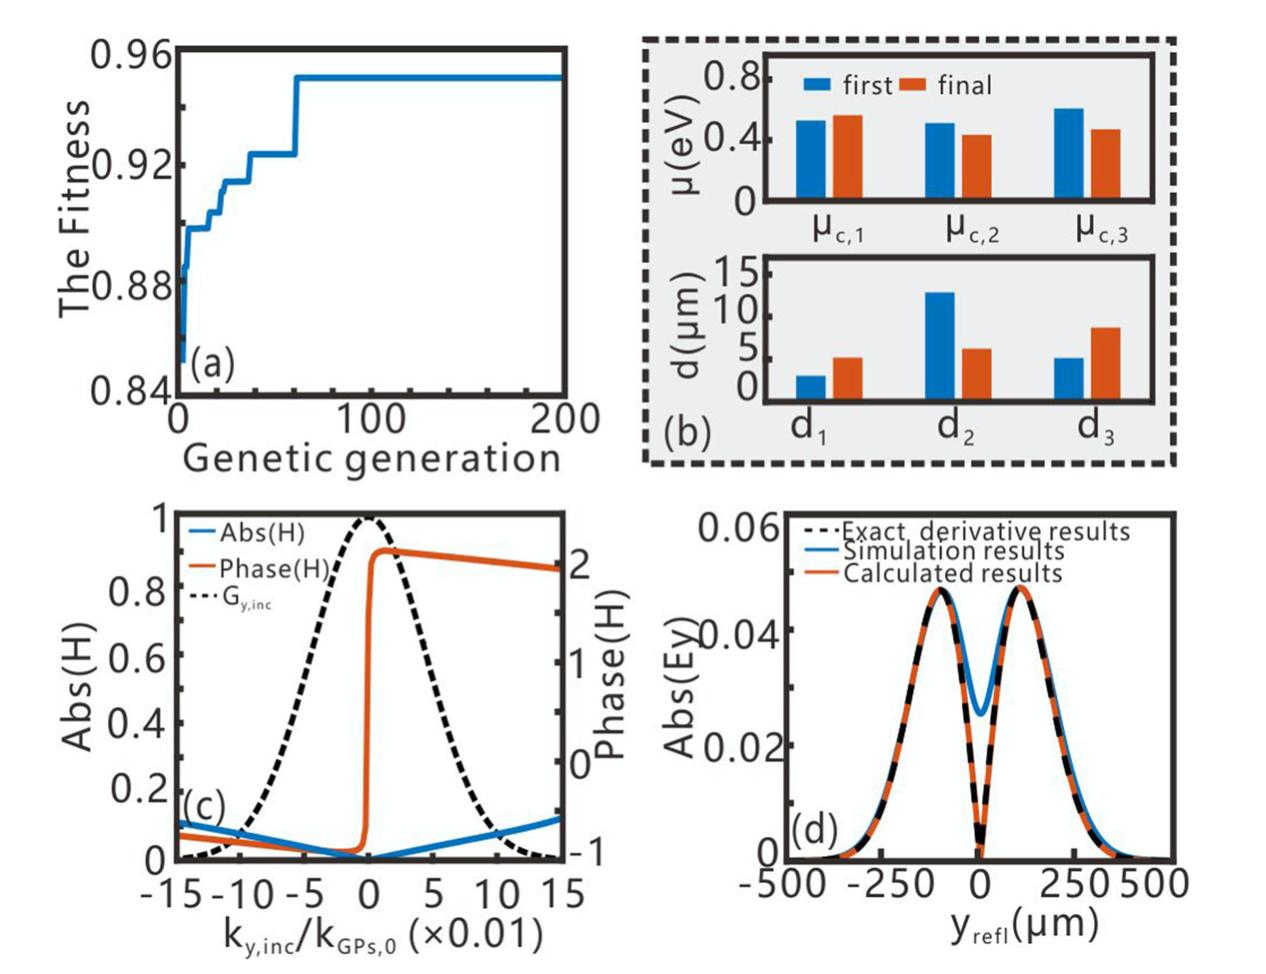 0.96
0.92
0.88
0.84
The Fitness
(a)
0
100
200
Genetic generation
0.8
0.4
0
μ(eV)
first
final
μc,1
μc,2
μc,3
15
10
5
0
d(μm)
(b)
d1
d2
d3
1
0.8
0.6
0.4
0.2
0
Abs(H)
Abs(H)
Phase(H)
Gy,inc
(c)
2
1
0
-1
Phase(H)
-15 -10 -5 0 5 10 15
ky,inc/kGPs,0 (×0.01)
0.06
0.04
0.02
0
Abs(Ey)
Exact derivative results
Simulation results
Calculated results
(d)
-500 -250 0 250 500
yrefl(μm)